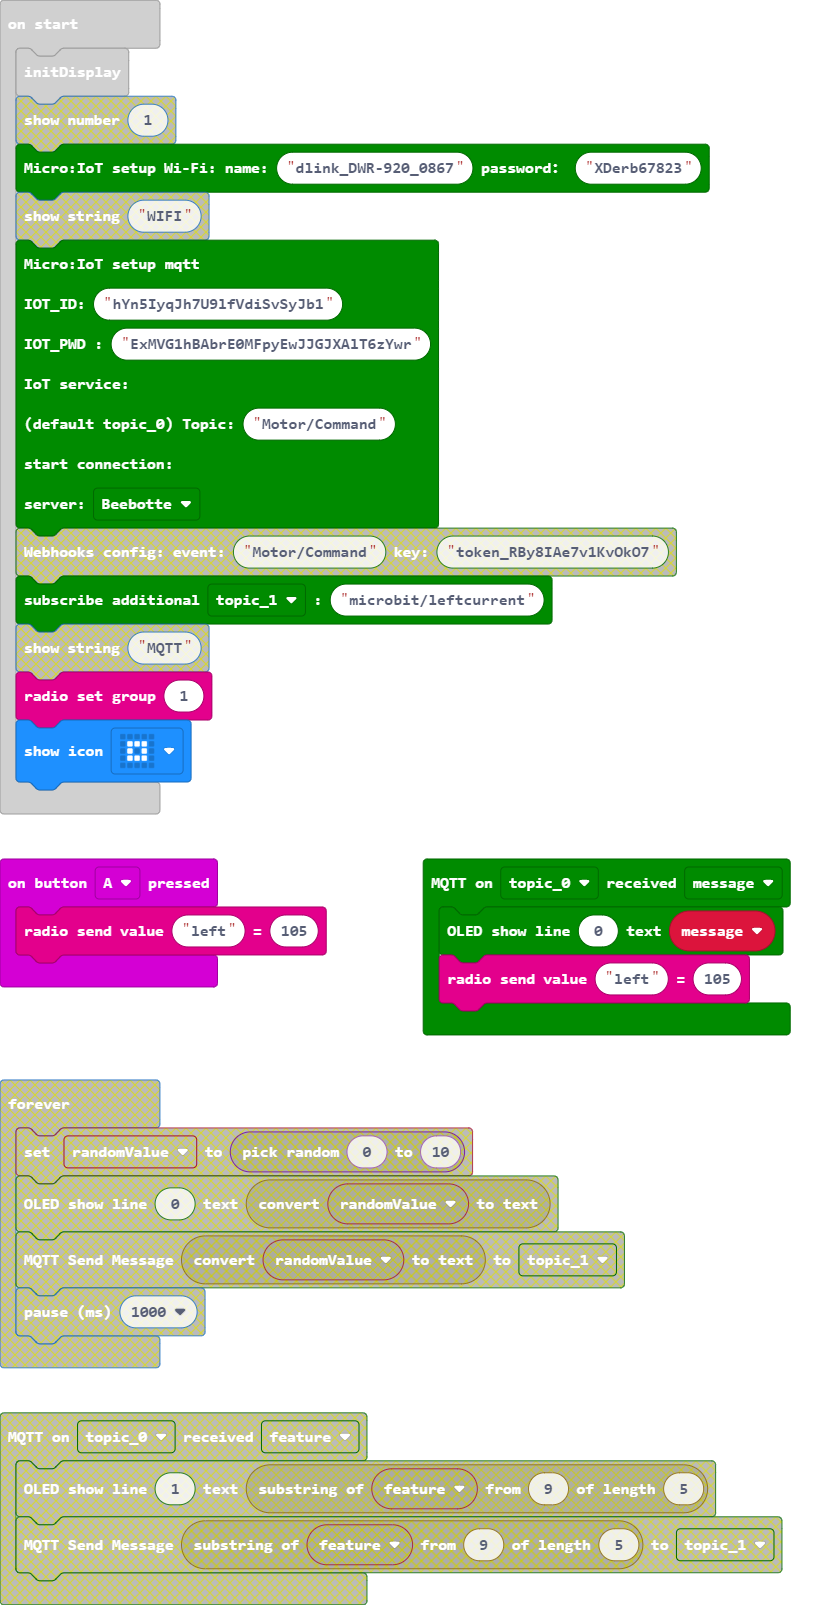 on start
initDisplay
show number 1
Micro:IoT setup Wi-Fi: name: "dlink_DWR-920_0867" password: "XDerb67823"
show string "WIFI"
Micro:IoT setup mqtt
IOT_ID: "hYn5IyqJh7U9lfVdiSvSyJb1"
IOT_PWD : "ExMVG1hBAbrE0MFpyEwJJGJXAlT6zYwr"
IoT service:
(default topic_0) Topic: "Motor/Command"
start connection:
server: Beebotte
Webhooks config: event: "Motor/Command" key: "token_RBy8IAe7v1KvOkO7"
subscribe additional topic_1 : "microbit/leftcurrent"
show string "MQTT"
radio set group 1
show icon
on button A pressed
radio send value "left" = 105
MQTT on topic_0 received message
OLED show line 0 text message
radio send value "left" = 105
forever
set randomValue to pick random 0 to 10
OLED show line 0 text convert randomValue to text
MQTT Send Message convert randomValue to text to topic_1
pause (ms) 1000
MQTT on topic_0 received feature
OLED show line 1 text substring of feature from 9 of length 5
MQTT Send Message substring of feature from 9 of length 5 to topic_1